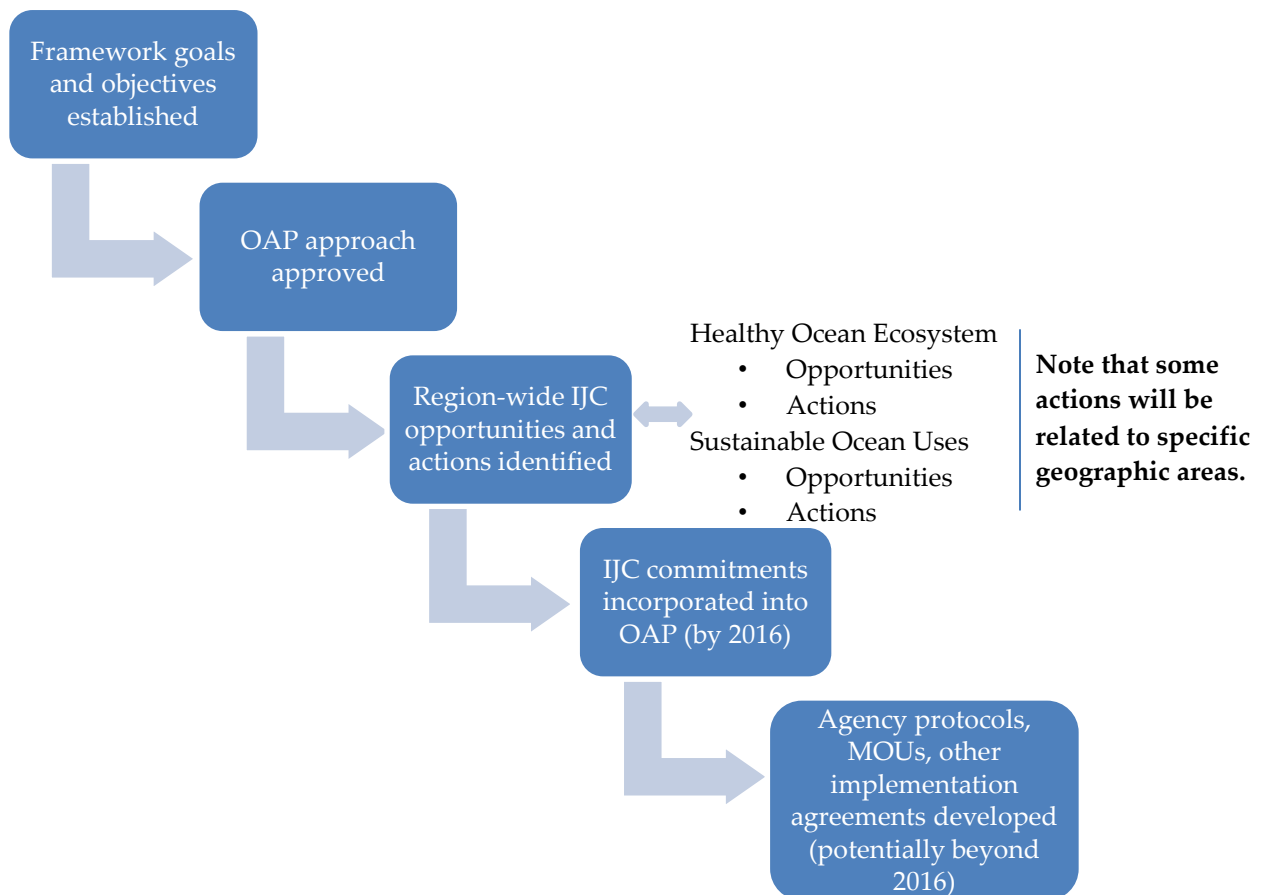 Framework goals
and objectives
established
OAP approach
approved
Region-wide IJC
opportunities and
actions identified
Healthy Ocean Ecosystem
• Opportunities
• Actions
Sustainable Ocean Uses
• Opportunities
• Actions
Note that some
actions will be
related to specific
geographic areas.
IJC commitments
incorporated into
OAP (by 2016)
Agency protocols,
MOUs, other
implementation
agreements developed
(potentially beyond
2016)